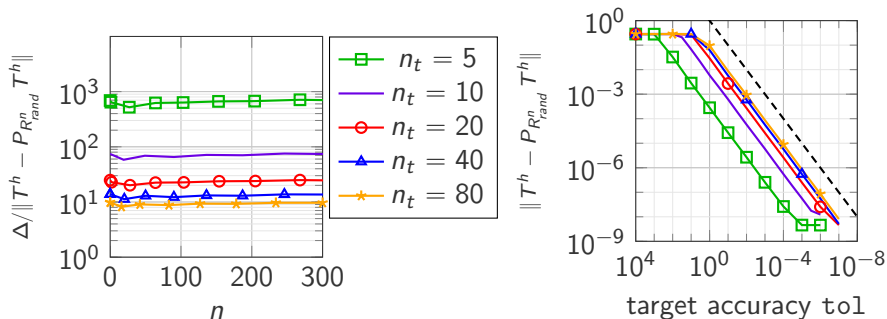 Δ/‖T^h − P_{R^n_{rand}} T^h‖
10^3
10^2
10^1
10^0
0 100 200 300
n
n_t = 5
n_t = 10
n_t = 20
n_t = 40
n_t = 80
‖T^h − P_{R^n_{rand}} T^h‖
10^0
10^−3
10^−6
10^−9
10^4 10^0 10^−4 10^−8
target accuracy tol